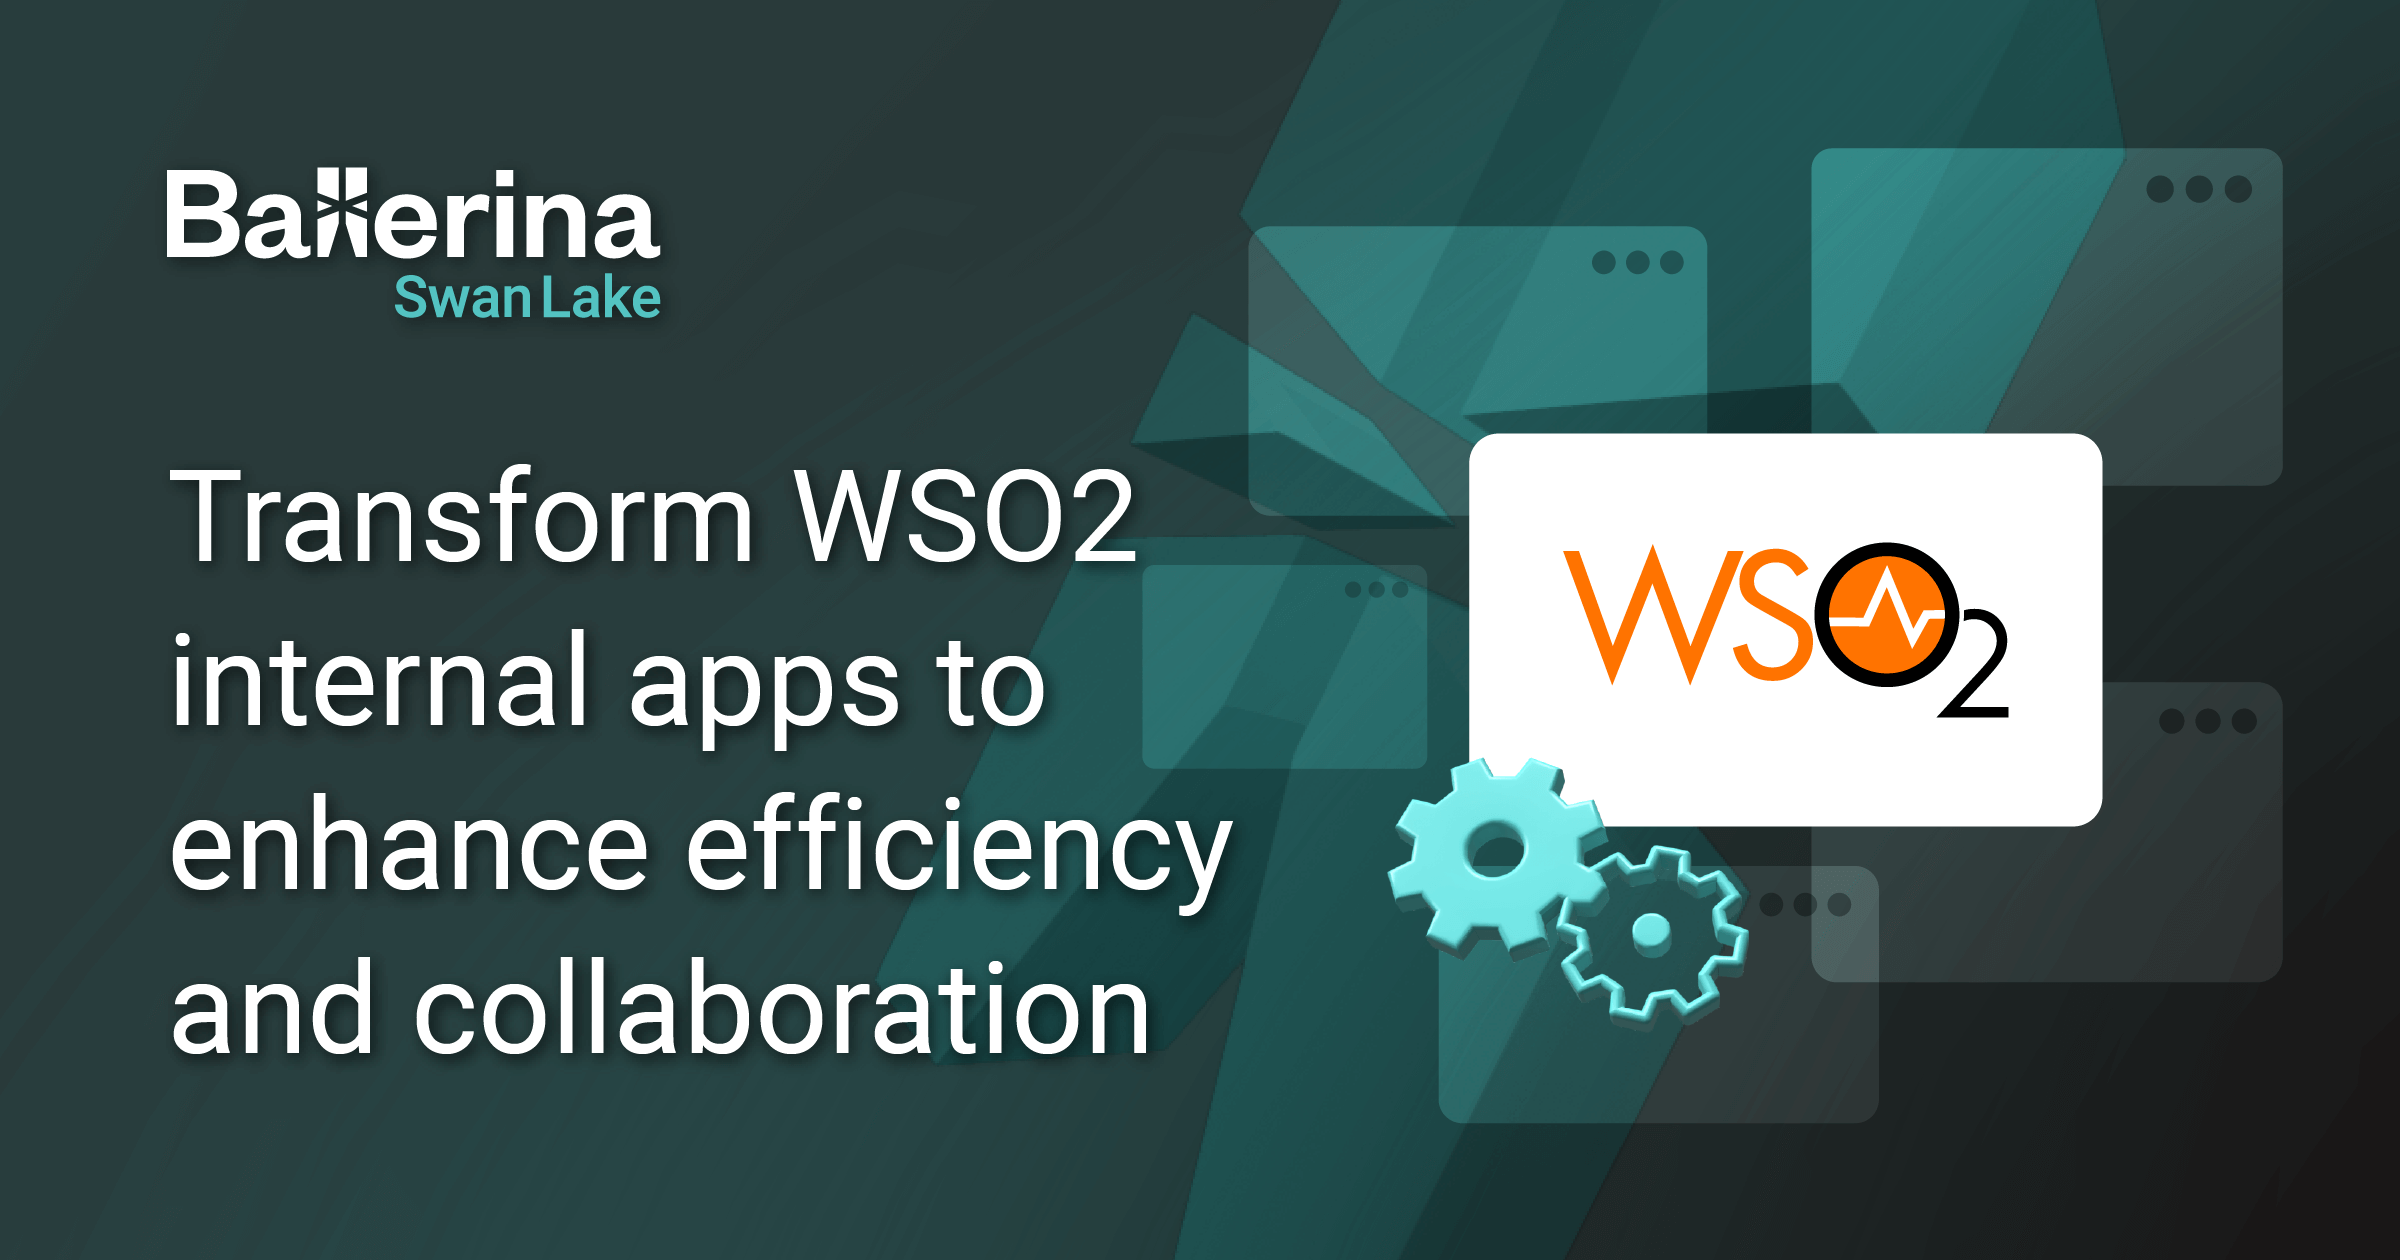 Ballerina
Swan Lake
Transform WSO2
internal apps to
enhance efficiency
and collaboration
WSO2